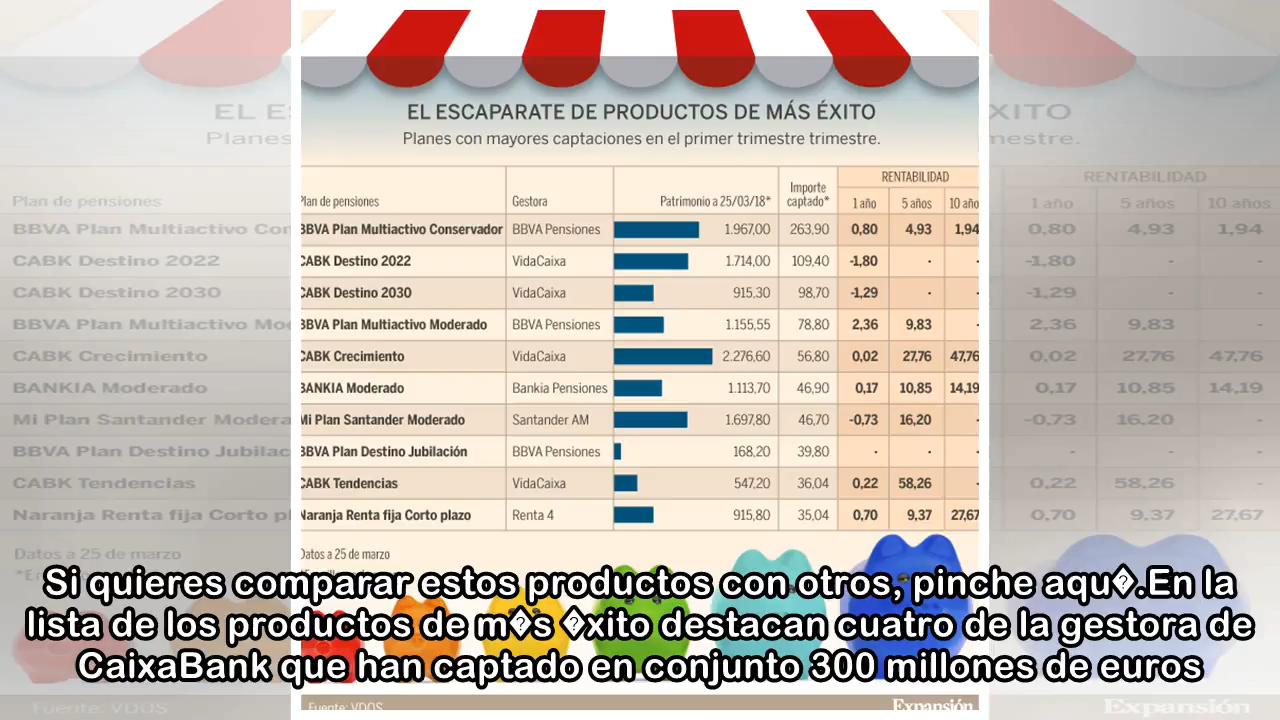 EL ESCAPARATE DE PRODUCTOS DE MÁS ÉXITO
Planes con mayores captaciones en el primer trimestre trimestre.
Plan de pensiones Gestora Patrimonio a 25/03/18* Importe captado* RENTABILIDAD 1 año 5 años 10 años
BBVA Plan Multiactivo Conservador BBVA Pensiones 1.967,00 263,90 0,80 4,93 1,94
CABK Destino 2022 VidaCaixa 1.714,00 109,40 -1,80 - -
CABK Destino 2030 VidaCaixa 915,30 98,70 -1,29 - -
BBVA Plan Multiactivo Moderado BBVA Pensiones 1.155,55 78,80 2,36 9,83 -
CABK Crecimiento VidaCaixa 2.276,60 56,80 0,02 27,76 47,76
BANKIA Moderado Bankia Pensiones 1.113,70 46,90 0,17 10,85 14,19
Mi Plan Santander Moderado Santander AM 1.697,80 46,70 -0,73 16,20 -
BBVA Plan Destino Jubilación BBVA Pensiones 168,20 39,80 - - -
CABK Tendencias VidaCaixa 547,20 36,04 0,22 58,26 -
Naranja Renta fija Corto plazo Renta 4 915,80 35,04 0,70 9,37 27,67
Datos a 25 de marzo
Si quieres comparar estos productos con otros, pinche aqu�.En la
lista de los productos de m�s �xito destacan cuatro de la gestora de
CaixaBank que han captado en conjunto 300 millones de euros
Fuente: VDOS Expansión